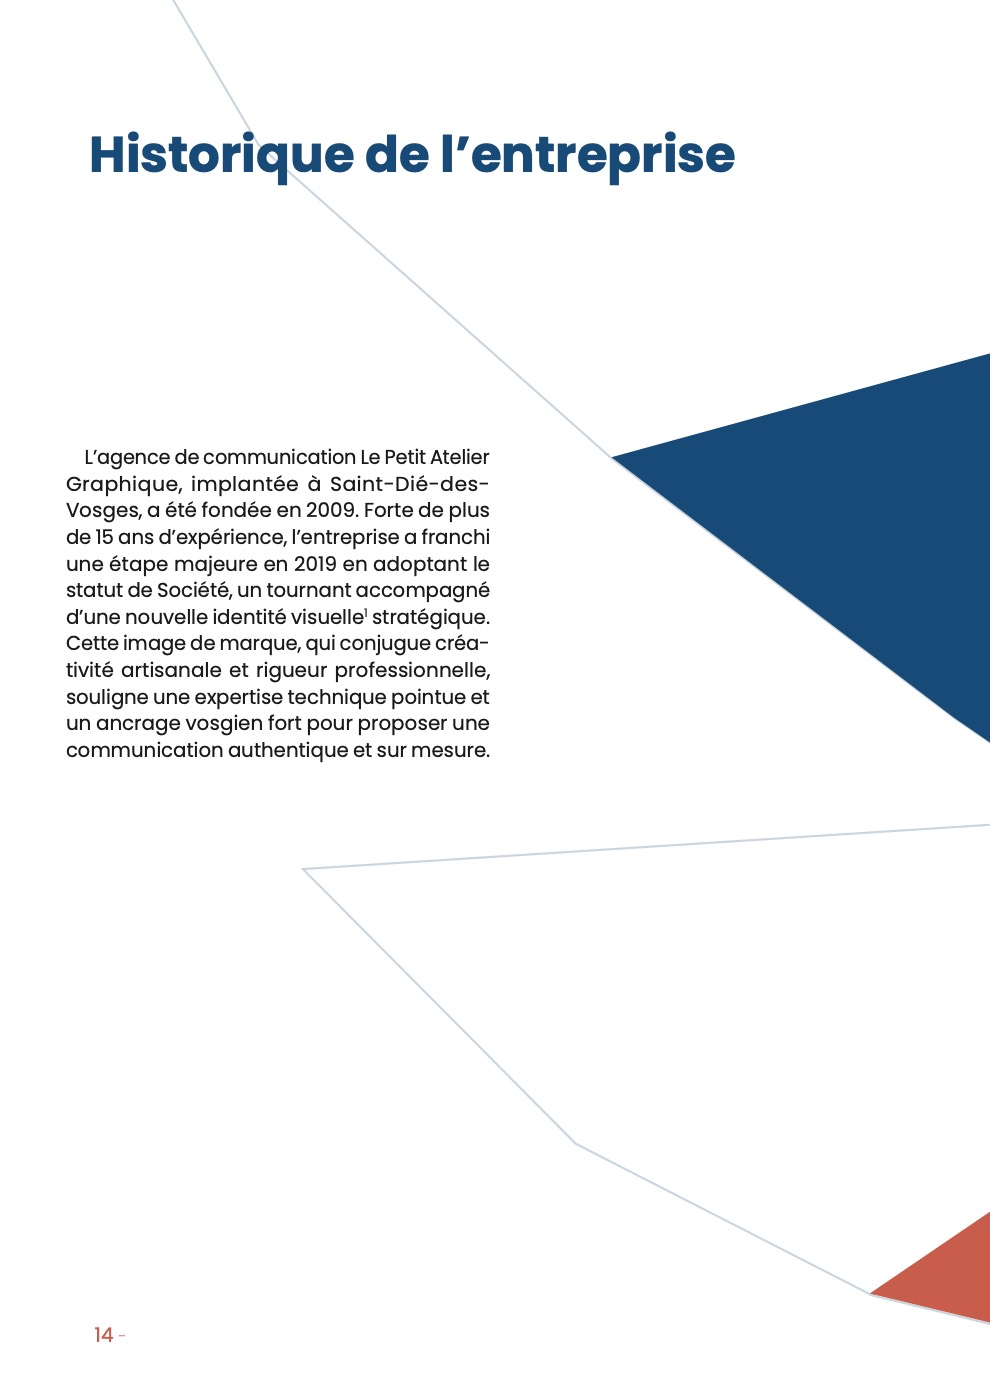 Historique de l’entreprise
L’agence de communication Le Petit Atelier
Graphique, implantée à Saint-Dié-des-
Vosges, a été fondée en 2009. Forte de plus
de 15 ans d’expérience, l’entreprise a franchi
une étape majeure en 2019 en adoptant le
statut de Société, un tournant accompagné
d’une nouvelle identité visuelle¹ stratégique.
Cette image de marque, qui conjugue créa-
tivité artisanale et rigueur professionnelle,
souligne une expertise technique pointue et
un ancrage vosgien fort pour proposer une
communication authentique et sur mesure.
14 -